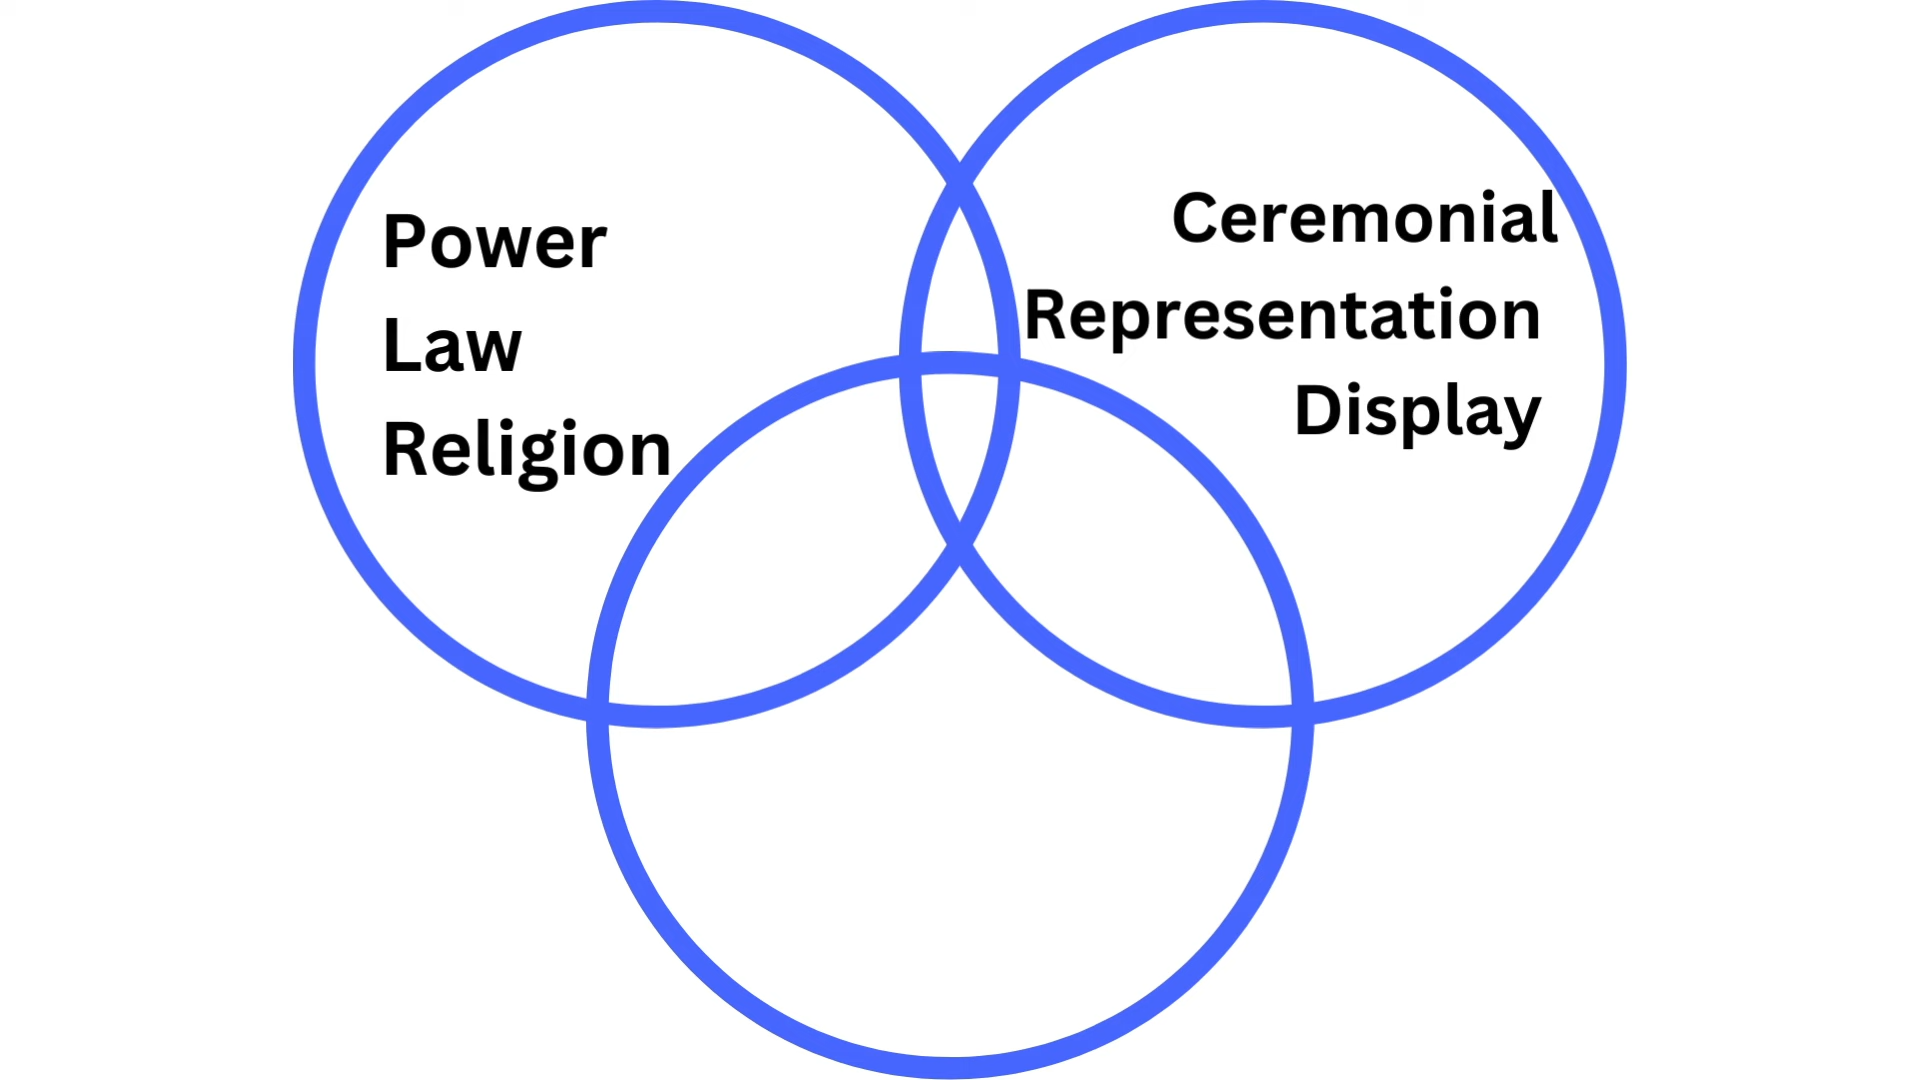 Power
Law
Religion
Ceremonial
Representation
Display